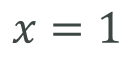 x = 1